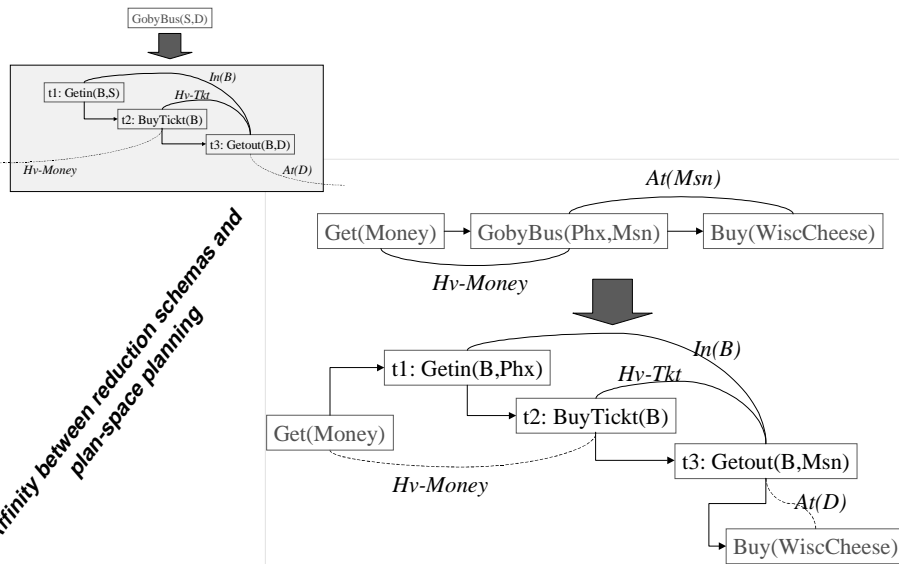 GobyBus(S,D)
In(B)
t1: Getin(B,S)
Hv-Tkt
t2: BuyTickt(B)
t3: Getout(B,D)
Hv-Money
At(D)
between reduction schemas and
plan-space planning
At(Msn)
Get(Money)
GobyBus(Phx,Msn)
Buy(WiscCheese)
Hv-Money
In(B)
t1: Getin(B,Phx)
Hv-Tkt
t2: BuyTickt(B)
Get(Money)
t3: Getout(B,Msn)
Hv-Money
At(D)
Buy(WiscCheese)